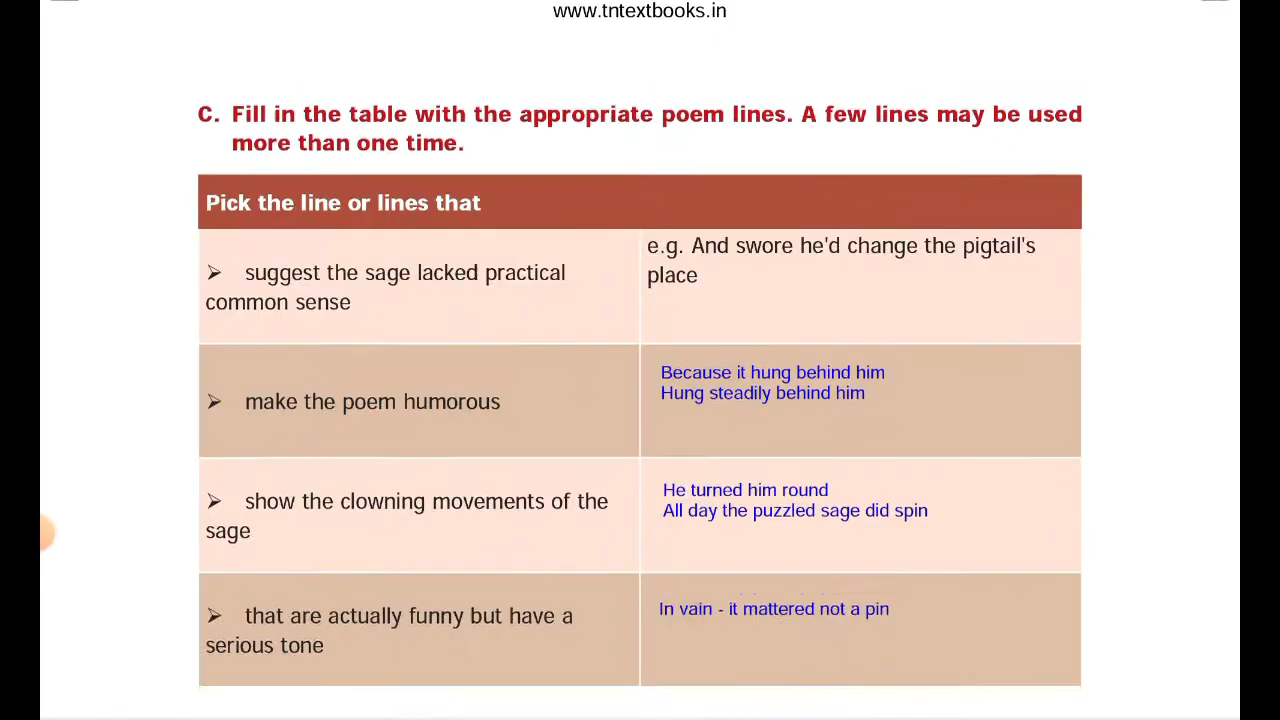 www.tntextbooks.in
C. Fill in the table with the appropriate poem lines. A few lines may be used
more than one time.
Pick the line or lines that
➢ suggest the sage lacked practical
common sense
e.g. And swore he'd change the pigtail's
place
➢ make the poem humorous
Because it hung behind him
Hung steadily behind him
➢ show the clowning movements of the
sage
He turned him round
All day the puzzled sage did spin
➢ that are actually funny but have a
serious tone
In vain - it mattered not a pin